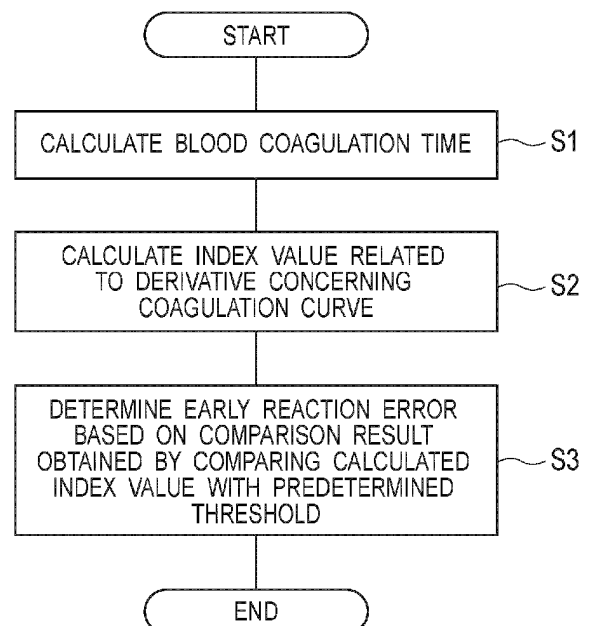 START
CALCULATE BLOOD COAGULATION TIME
S1
CALCULATE INDEX VALUE RELATED
TO DERIVATIVE CONCERNING
COAGULATION CURVE
S2
DETERMINE EARLY REACTION ERROR
BASED ON COMPARISON RESULT
OBTAINED BY COMPARING CALCULATED
INDEX VALUE WITH PREDETERMINED
THRESHOLD
S3
END